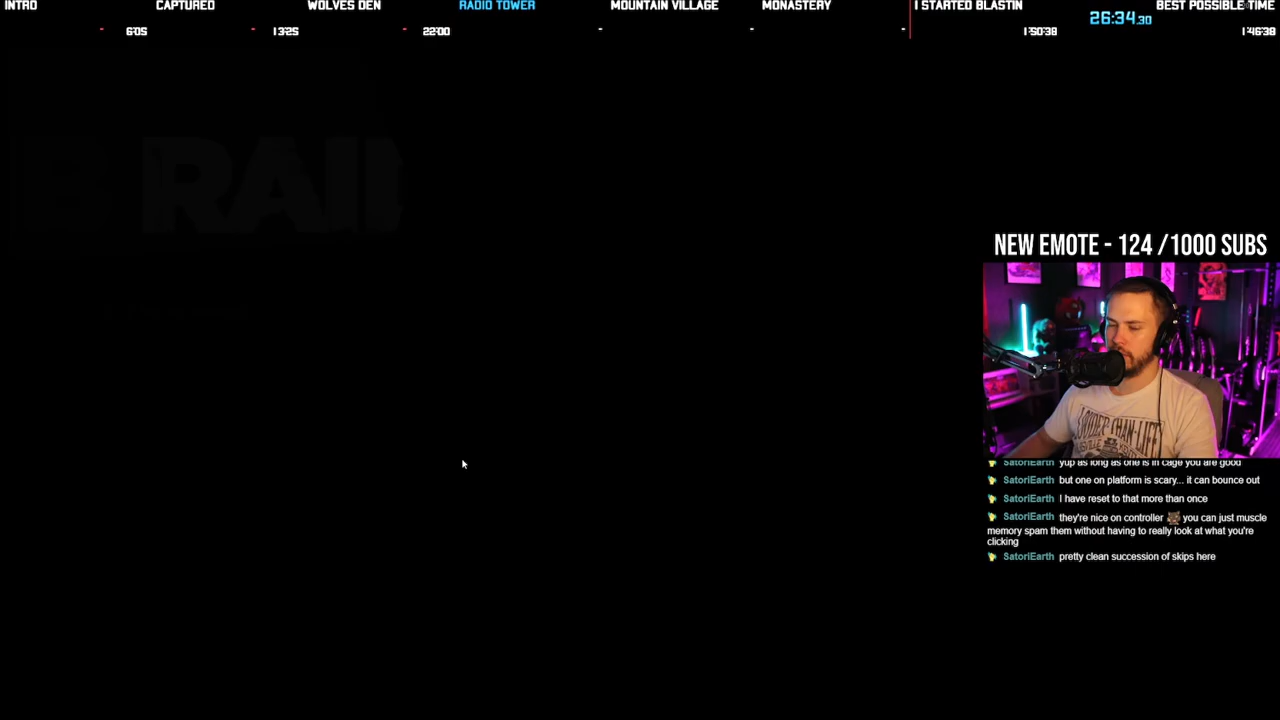 INTRO CAPTURED WOLVES DEN RADIO TOWER MOUNTAIN VILLAGE MONASTERY I STARTED BLASTIN BEST POSSIBLE TIME
- 6:05 - 13:25 - 22:00 - - - 1:50:38 26:34.30 1:46:38
RAI
NEW EMOTE - 124 /1000 SUBS
SatoriEarth yup as long as one is in cage you are good
SatoriEarth but one on platform is scary... it can bounce out
SatoriEarth I have reset to that more than once
SatoriEarth they're nice on controller you can just muscle
memory spam them without having to really look at what you're
clicking
SatoriEarth pretty clean succession of skips here